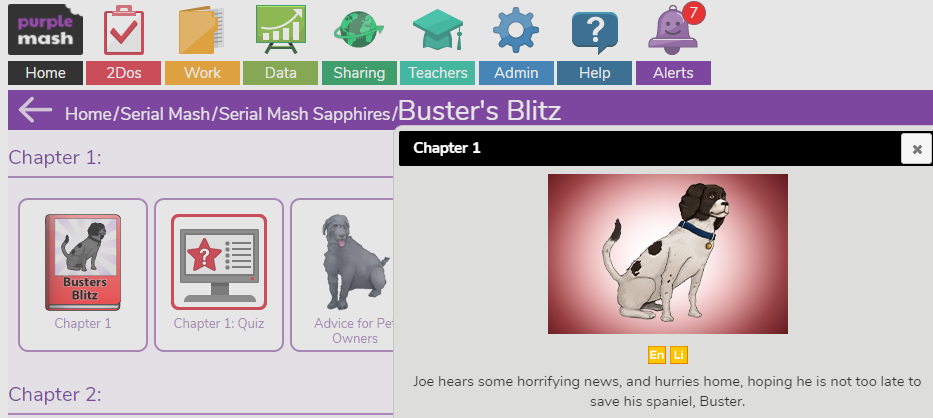 purple
mash
7
Home
2Dos
Work
Data
Sharing
Teachers
Admin
Help
Alerts
Home/Serial Mash/Serial Mash Sapphires/Buster's Blitz
Chapter 1:
Busters
Blitz
Chapter 1
Chapter 1: Quiz
Advice for Pet
Owners
Chapter 2:
Chapter 1
En Li
Joe hears some horrifying news, and hurries home, hoping he is not too late to
save his spaniel, Buster.